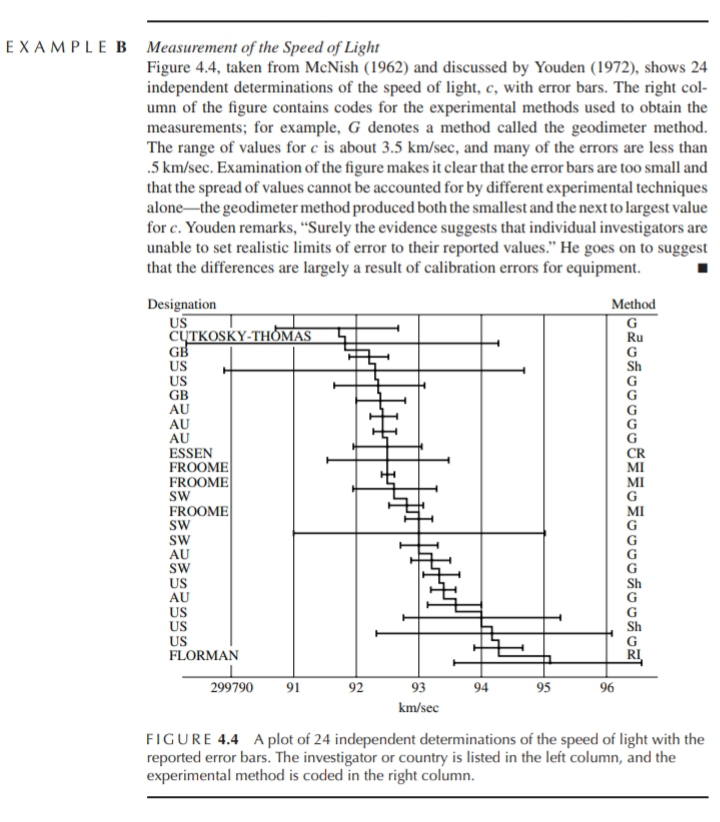 EXAMPLE B Measurement of the Speed of Light
Figure 4.4, taken from McNish (1962) and discussed by Youden (1972), shows 24
independent determinations of the speed of light, c, with error bars. The right col-
umn of the figure contains codes for the experimental methods used to obtain the
measurements; for example, G denotes a method called the geodimeter method.
The range of values for c is about 3.5 km/sec, and many of the errors are less than
.5 km/sec. Examination of the figure makes it clear that the error bars are too small and
that the spread of values cannot be accounted for by different experimental techniques
alone—the geodimeter method produced both the smallest and the next to largest value
for c. Youden remarks, “Surely the evidence suggests that individual investigators are
unable to set realistic limits of error to their reported values.” He goes on to suggest
that the differences are largely a result of calibration errors for equipment.
Designation Method
US G
CUTKOSKY-THOMAS Ru
GB G
US Sh
US G
GB G
AU G
AU G
AU G
ESSEN CR
FROOME MI
FROOME MI
SW G
FROOME MI
SW G
SW G
AU G
SW G
US Sh
AU G
US G
US Sh
US G
FLORMAN RI
299790 91 92 93 94 95 96
km/sec
FIGURE 4.4 A plot of 24 independent determinations of the speed of light with the
reported error bars. The investigator or country is listed in the left column, and the
experimental method is coded in the right column.